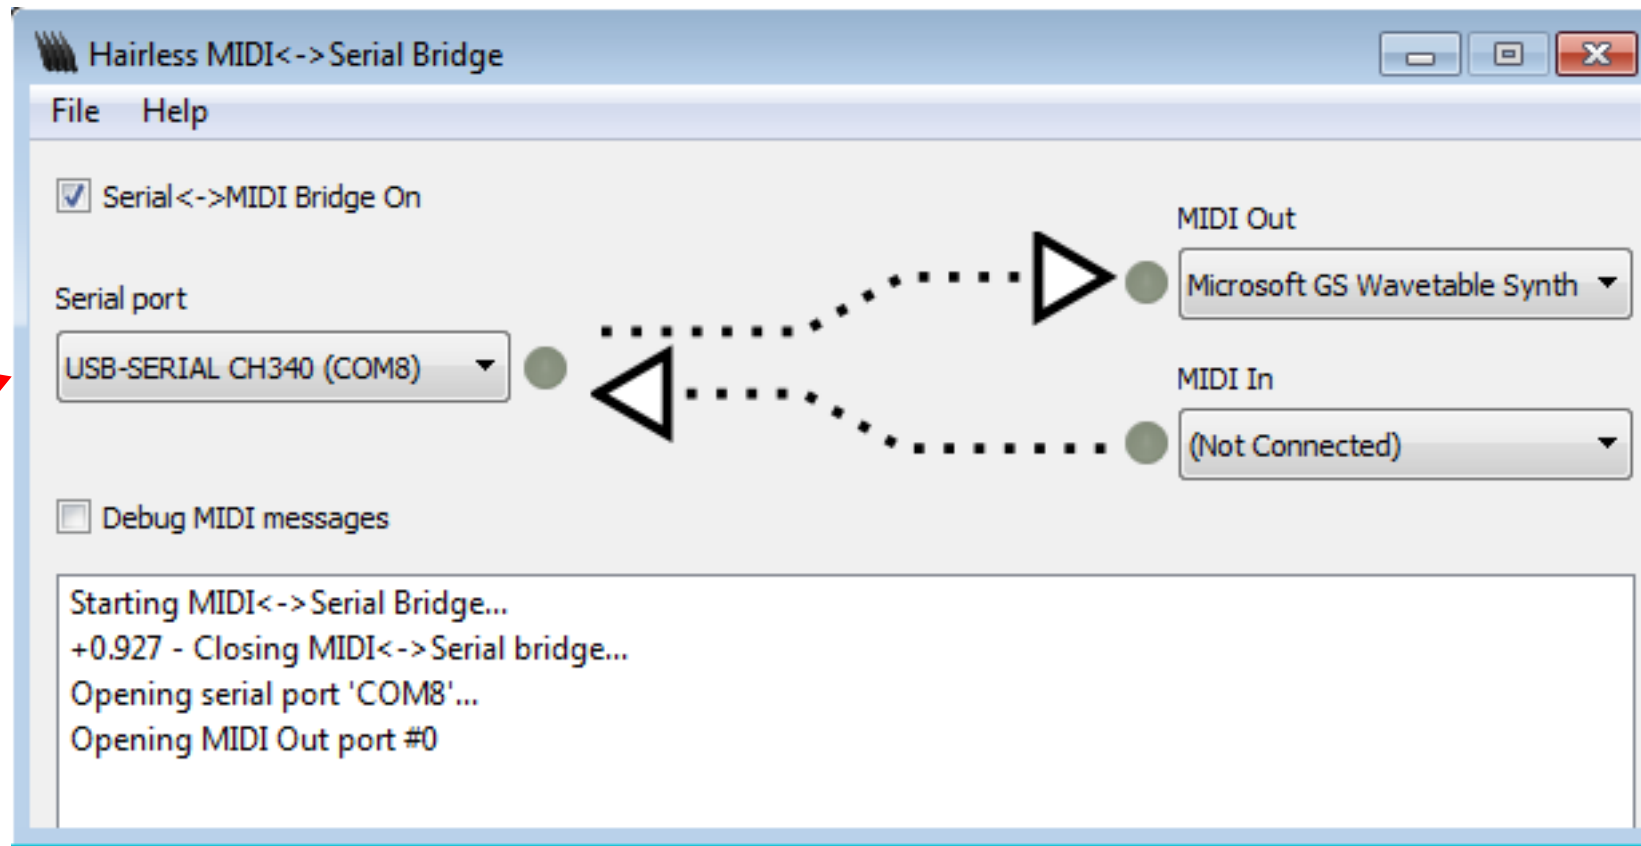 Hairless MIDI<->Serial Bridge
File Help
Serial<->MIDI Bridge On
MIDI Out
Microsoft GS Wavetable Synth
Serial port
USB-SERIAL CH340 (COM8)
MIDI In
(Not Connected)
Debug MIDI messages
Starting MIDI<->Serial Bridge...
+0.927 - Closing MIDI<->Serial bridge...
Opening serial port 'COM8'...
Opening MIDI Out port #0